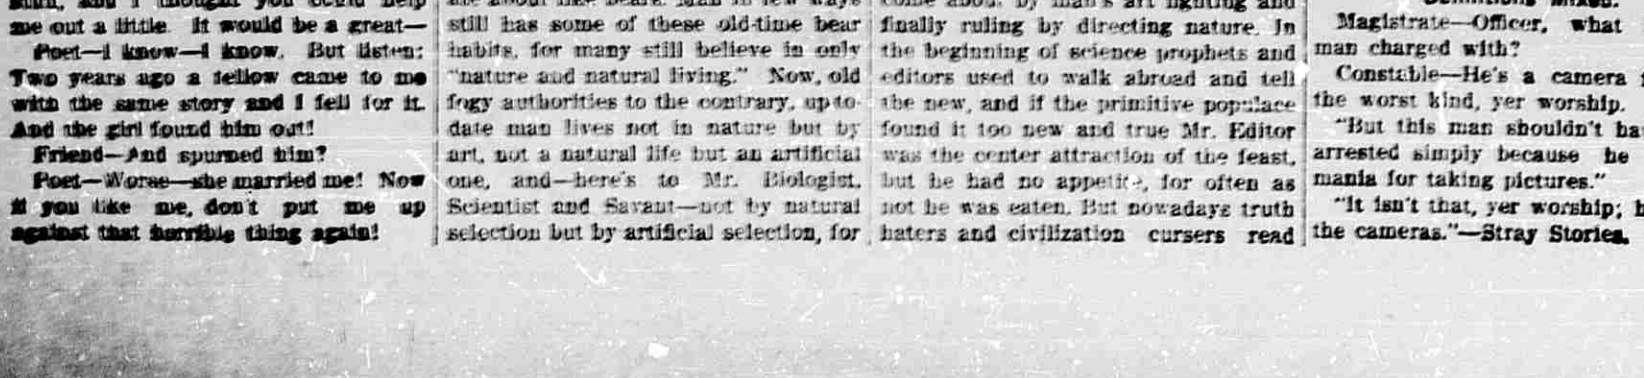 me out a little. It would be a great—
Poet—I know—I know. But listen:
Two years ago a fellow came to me
with the same story and I fell for it.
And the girl found him out!
Friend—And spurned him?
Poet—Worse—she married me! Now
if you like me, don't put me up
against that horrible thing again!
still has some of these old-time bear
habits, for many still believe in only
"nature and natural living." Now, old
fogy authorities to the contrary, up-to-
date man lives not in nature but by
art, not a natural life but an artificial
one, and—here's to Mr. Biologist,
Scientist and Savant—not by natural
selection but by artificial selection, for
finally ruling by directing nature. In
the beginning of science prophets and
editors used to walk abroad and tell
the new, and if the primitive populace
found it too new and true Mr. Editor
was the center attraction of the feast,
but he had no appetite, for often as
not he was eaten. But nowadays truth
haters and civilization cursers read
Magistrate—Officer, what
man charged with?
Constable—He's a camera
the worst kind, yer worship.
"But this man shouldn't ha
arrested simply because he
mania for taking pictures."
"It isn't that, yer worship;
the cameras."—Stray Stories.